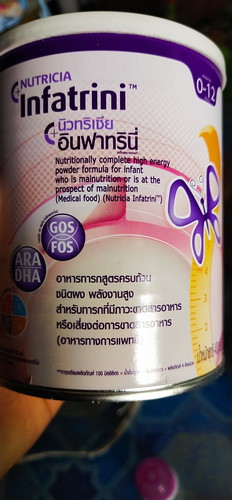 NUTRICIA
Infatrini™
0-12
นิวทริเซีย
อินฟาทรินี่
Nutritionally complete high energy
powder formula for infant
who is malnutrition or is at the
prospect of malnutrition
(Medical food) (Nutricia Infatrini™)
GOS
FOS
ARA
DHA
อาหารทารกสูตรครบถ้วน
ชนิดผง พลังงานสูง
สำหรับทารกที่มีภาวะขาดสารอาหาร
หรือเสี่ยงต่อการขาดสารอาหาร
(อาหารทางการแพทย์)